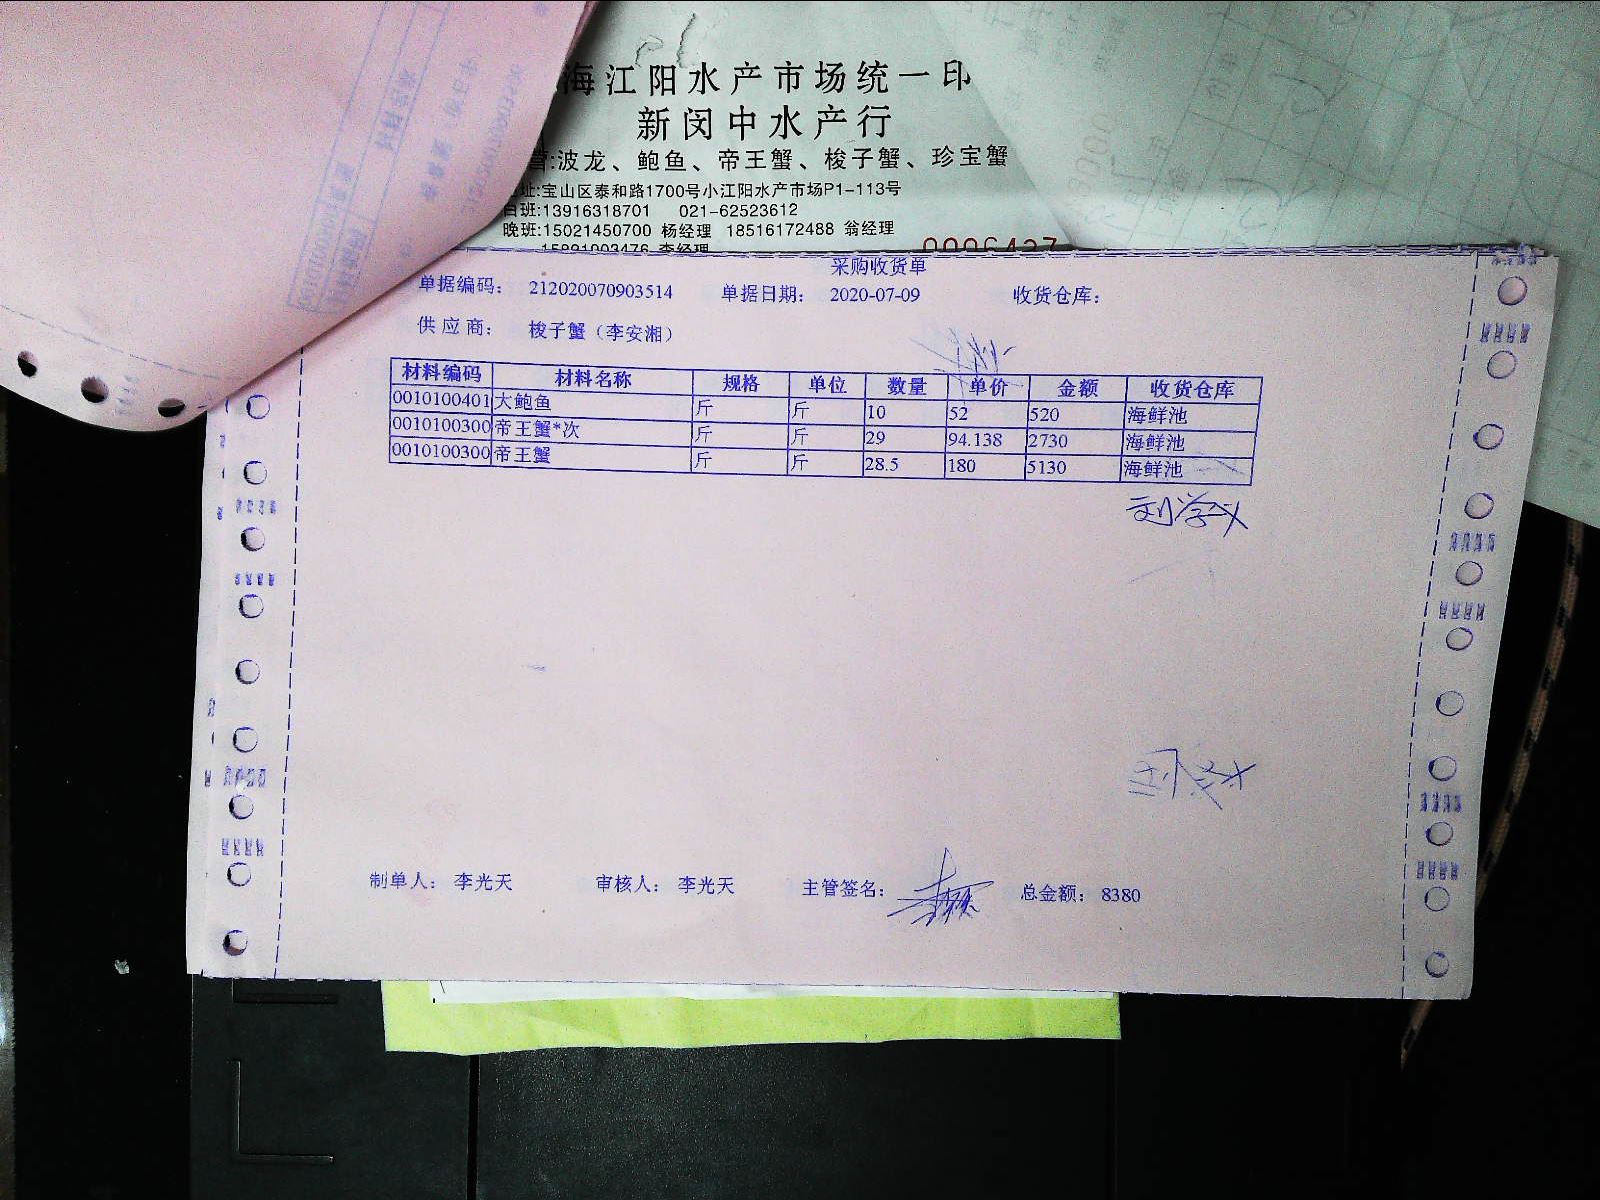 海江阳水产市场统一印
新闵中水产行
营:波龙、鲍鱼、帝王蟹、梭子蟹、珍宝蟹
址:宝山区泰和路1700号小江阳水产市场P1-113号
白班:13916318701 021-62523612
晚班:15021450700 杨经理 18516172488 翁经理
15821003476 李经理
采购收货单
单据编码: 212020070903514 单据日期: 2020-07-09 收货仓库:
供应商: 梭子蟹（李安湘）
材料编码 材料名称 规格 单位 数量 单价 金额 收货仓库
0010100401 大鲍鱼 斤 斤 10 52 520 海鲜池
0010100300 帝王蟹*次 斤 斤 29 94.138 2730 海鲜池
0010100300 帝王蟹 斤 斤 28.5 180 5130 海鲜池
刘学义
制单人: 李光天 审核人: 李光天 主管签名: 总金额: 8380